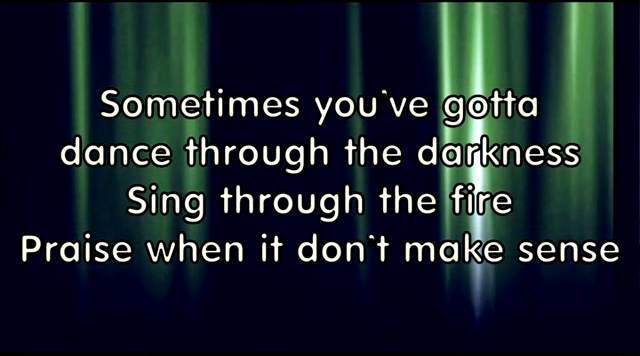 Sometimes you`ve gotta
dance through the darkness
Sing through the fire
Praise when it don`t make sense